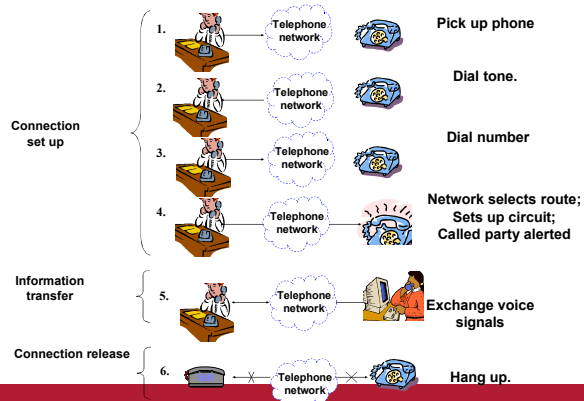 1.
Telephone
network
Pick up phone
2.
Telephone
network
Dial tone.
Connection
set up
3.
Telephone
network
Dial number
4.
Telephone
network
Network selects route;
Sets up circuit;
Called party alerted
Information
transfer
5.
Telephone
network
Exchange voice
signals
Connection release
6.
Telephone
network
Hang up.